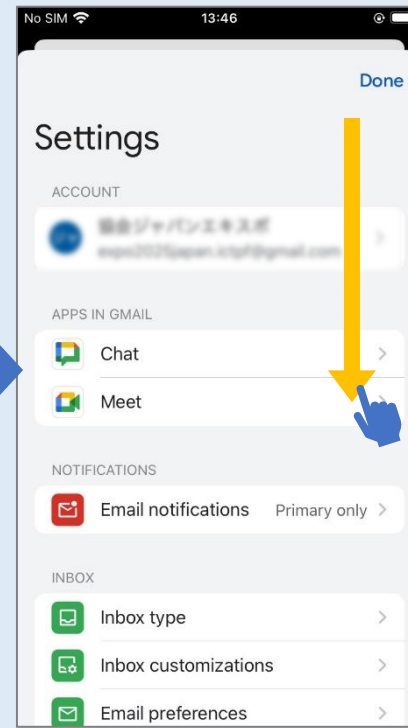 No SIM 13:46
Done
Settings
ACCOUNT
APPS IN GMAIL
Chat
Meet
NOTIFICATIONS
Email notifications Primary only
INBOX
Inbox type
Inbox customizations
Email preferences